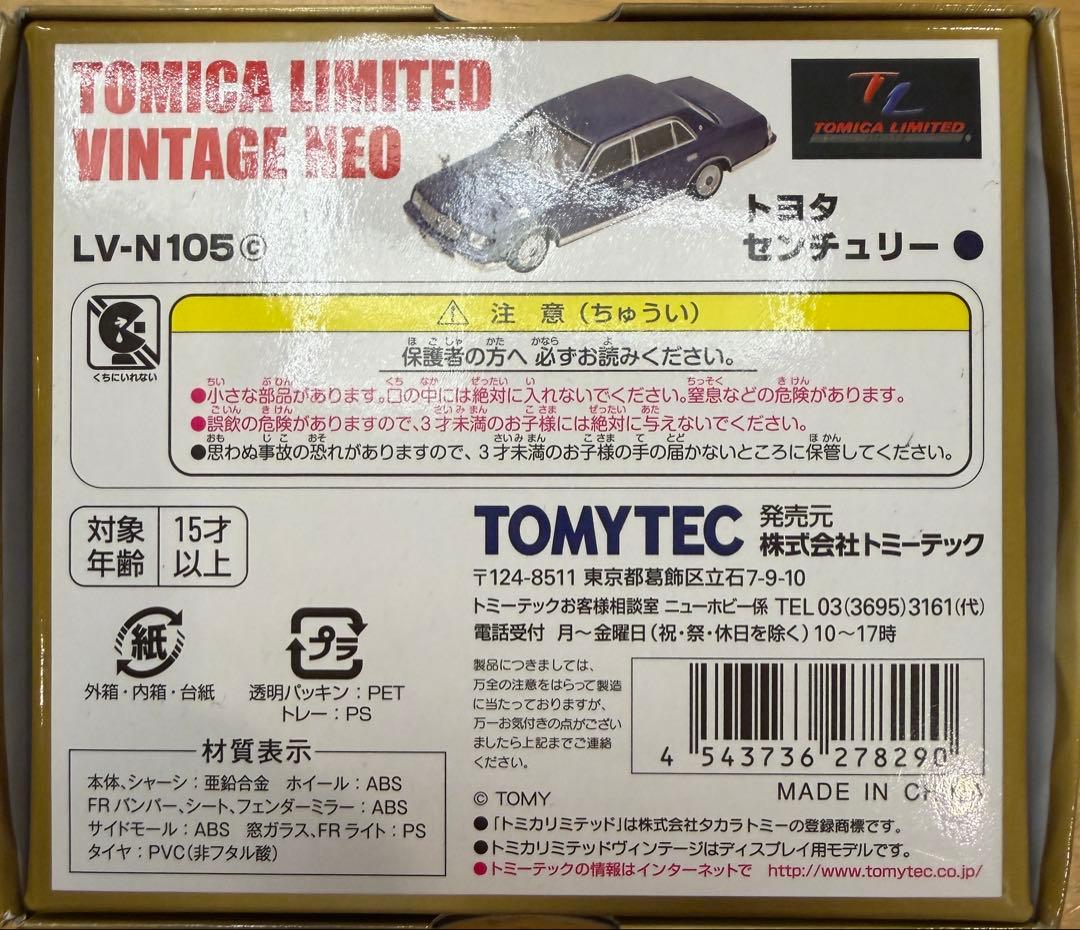 TOMICA LIMITED
VINTAGE NEO
LV-N105ⓒ
TL
TOMICA LIMITED
トヨタ
センチュリー ●
くちにいれない
⚠ 注 意(ちゅうい)
保護者の方へ 必ずお読みください。
●小さな部品があります。口の中には絶対に入れないでください。窒息などの危険があります。
●誤飲の危険がありますので、3才未満のお子様には絶対に与えないでください。
●思わぬ事故の恐れがありますので、3才未満のお子様の手の届かないところに保管してください。
対象年齢 15才以上
紙
外箱・内箱・台紙
プラ
透明パッキン:PET
トレー:PS
材質表示
本体、シャーシ:亜鉛合金 ホイール:ABS
FRバンパー、シート、フェンダーミラー:ABS
サイドモール:ABS 窓ガラス、FRライト:PS
タイヤ:PVC(非フタル酸)
TOMYTEC 発売元
株式会社トミーテック
〒124-8511 東京都葛飾区立石7-9-10
トミーテックお客様相談室 ニューホビー係 TEL 03(3695)3161(代)
電話受付 月~金曜日(祝・祭・休日を除く)10~17時
製品につきましては、
万全の注意をはらって製造
に当たっておりますが、
万一お気付きの点がござい
ましたら上記までご連絡
ください。
4 543736 278290
© TOMY
MADE IN
●「トミカリミテッド」は株式会社タカラトミーの登録商標です。
●トミカリミテッドヴィンテージはディスプレイ用モデルです。
●トミーテックの情報はインターネットで http://www.tomytec.co.jp/